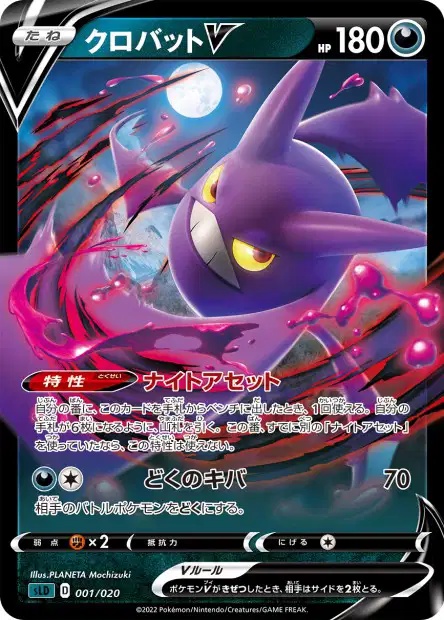 たね クロバットV HP 180
特性 とくせい ナイトアセット
自分の番に、このカードを手札からベンチに出したとき、1回使える。自分の
手札が6枚になるように、山札を引く。この番、すでに別の「ナイトアセット」
を使っていたなら、この特性は使えない。
どくのキバ 70
相手のバトルポケモンをどくにする。
弱点 ×2 抵抗力 にげる
Vルール
ポケモンVがきぜつしたとき、相手はサイドを2枚とる。
Illus.PLANETA Mochizuki
sLD D 001/020
©2022 Pokémon/Nintendo/Creatures/GAME FREAK.